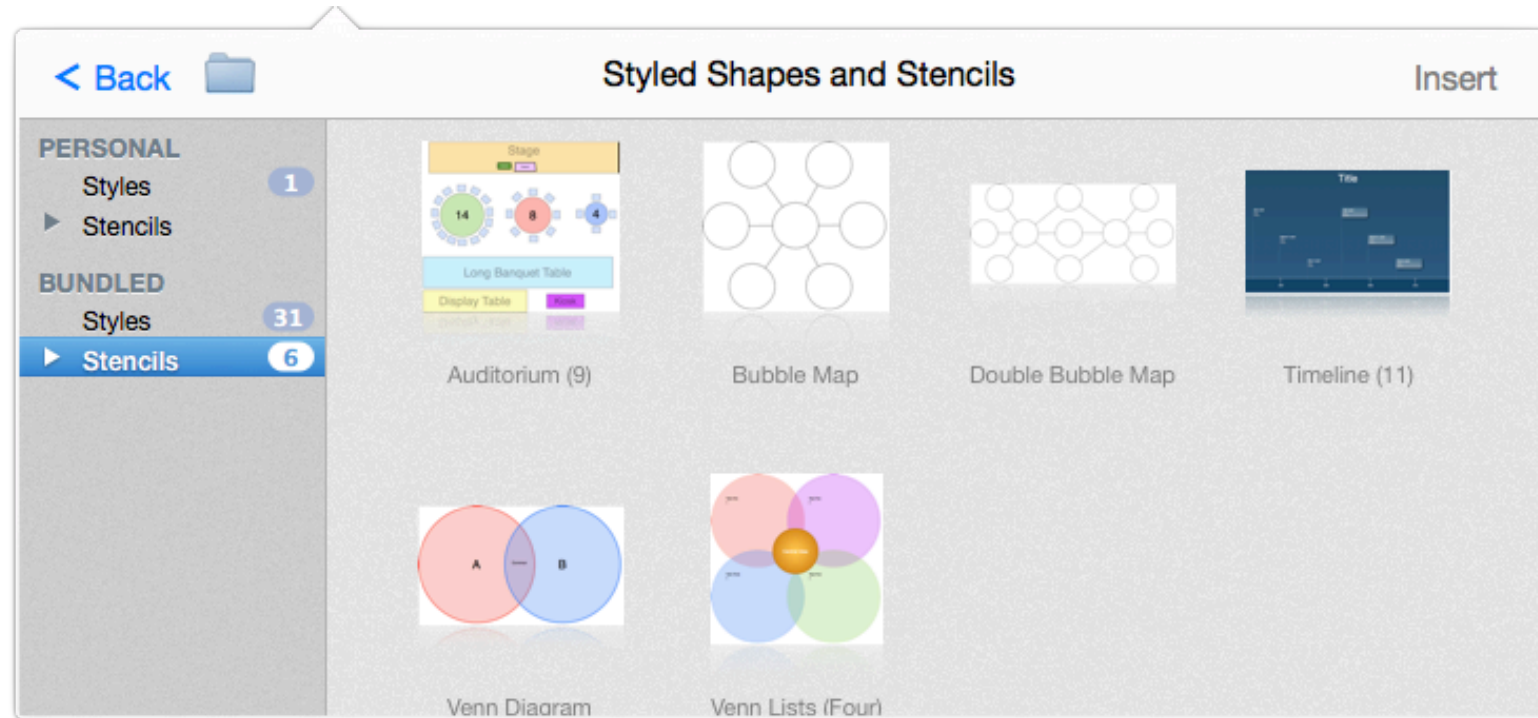 < Back
Styled Shapes and Stencils
Insert
PERSONAL
Styles 1
Stencils
BUNDLED
Styles 31
Stencils 6
Stage
14 8 4
Long Banquet Table
Display Table Kiosk
Auditorium (9)
Bubble Map
Double Bubble Map
Title
Timeline (11)
A B
Venn Diagram
Venn Lists (Four)